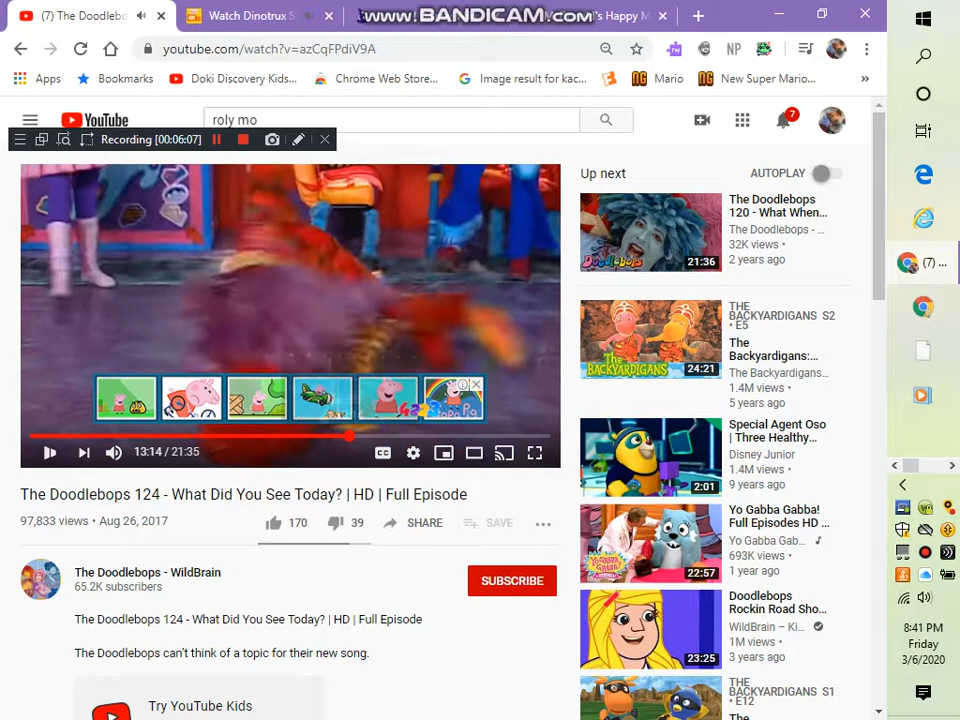 (7) The Doodlebo
Watch Dinotrux S
www.BANDICAM.com
's Happy M
youtube.com/watch?v=azCqFPdiV9A
NP
Apps
Bookmarks
Doki Discovery Kids...
Chrome Web Store...
Image result for kac...
Mario
New Super Mario...
YouTube
roly mo
7
Recording [00:06:07]
13:14 / 21:35
CC
The Doodlebops 124 - What Did You See Today? | HD | Full Episode
97,833 views • Aug 26, 2017
170
39
SHARE
SAVE
The Doodlebops - WildBrain
65.2K subscribers
SUBSCRIBE
The Doodlebops 124 - What Did You See Today? | HD | Full Episode
The Doodlebops can't think of a topic for their new song.
Try YouTube Kids
Up next
AUTOPLAY
Doodlebops
21:36
The Doodlebops
120 - What When...
The Doodlebops - ...
32K views •
2 years ago
THE BACKYARDIGANS
24:21
THE
BACKYARDIGANS S2
• E5
The
Backyardigans:...
1.4M views •
5 years ago
2:01
Special Agent Oso
| Three Healthy...
Disney Junior
1.4M views •
9 years ago
22:57
Yo Gabba Gabba!
Full Episodes HD ...
Yo Gabba Gab...
693K views •
1 year ago
23:25
Doodlebops
Rockin Road Sho...
WildBrain – Ki...
1M views •
3 years ago
THE
BACKYARDIGANS S1
• E12
The
(7) ...
8:41 PM
Friday
3/6/2020